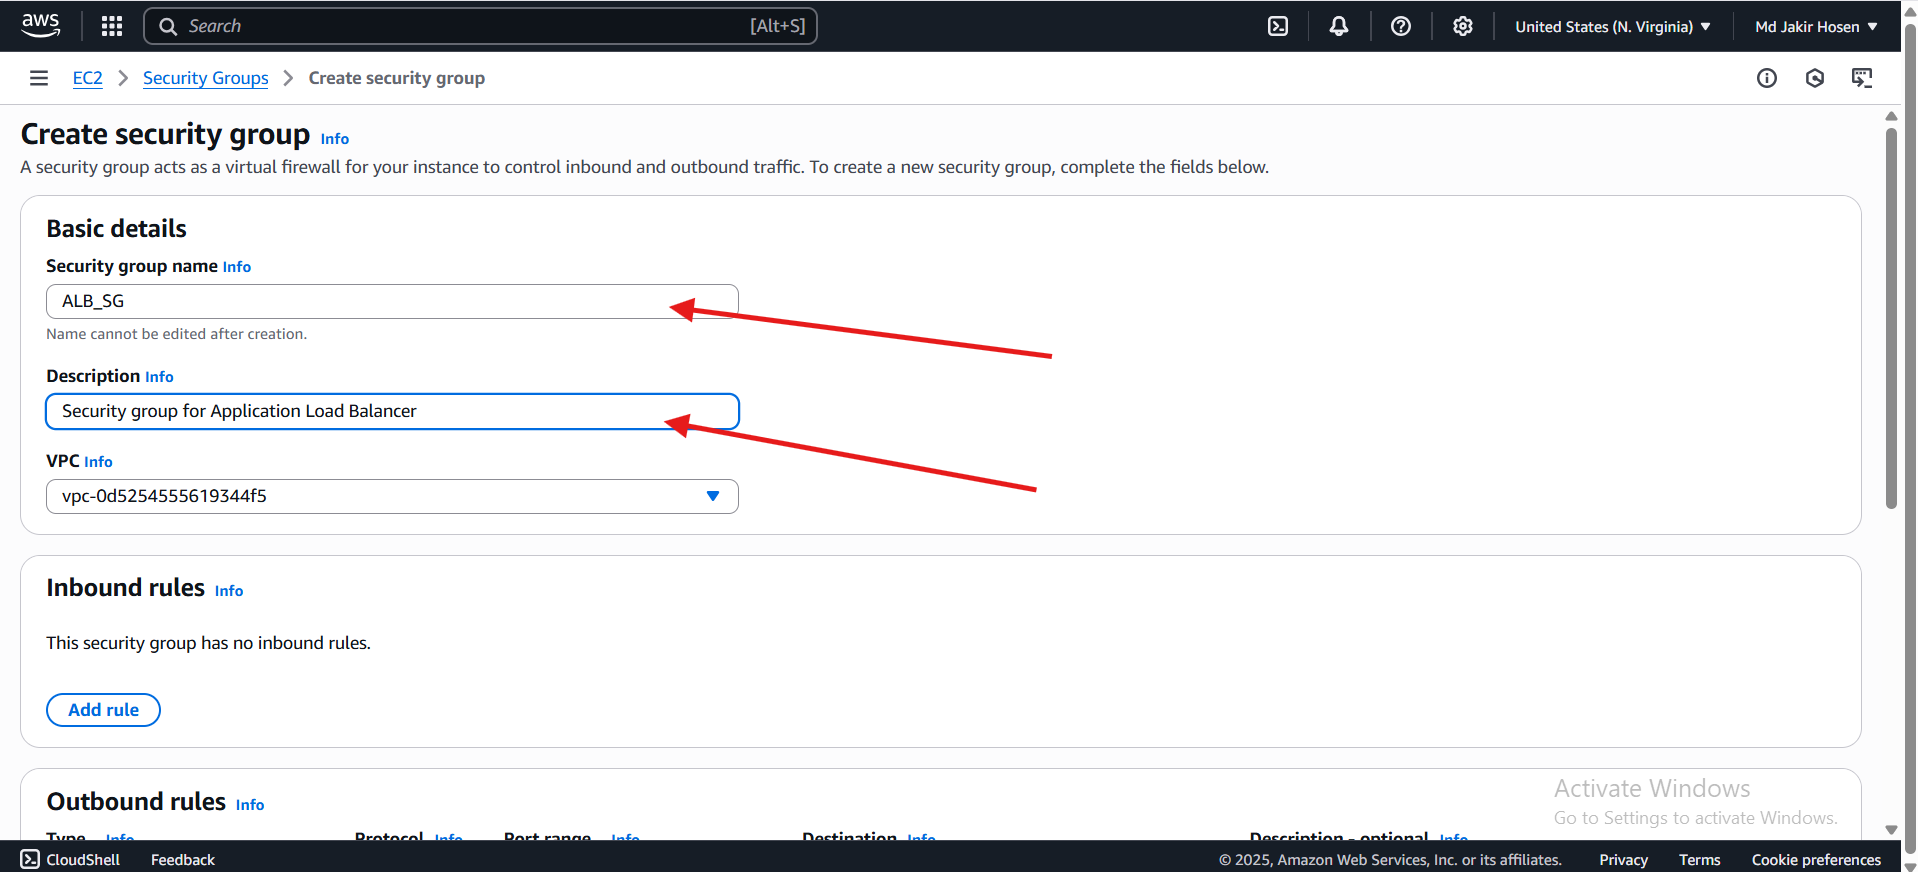 aws
Search [Alt+S]
United States (N. Virginia)
Md Jakir Hosen
EC2 Security Groups Create security group
Create security group Info
A security group acts as a virtual firewall for your instance to control inbound and outbound traffic. To create a new security group, complete the fields below.
Basic details
Security group name Info
ALB_SG
Name cannot be edited after creation.
Description Info
Security group for Application Load Balancer
VPC Info
vpc-0d5254555619344f5
Inbound rules Info
This security group has no inbound rules.
Add rule
Outbound rules Info
Type Info Protocol Info Port range Info Destination Info Description - optional Info
Activate Windows
Go to Settings to activate Windows.
CloudShell Feedback © 2025, Amazon Web Services, Inc. or its affiliates. Privacy Terms Cookie preferences